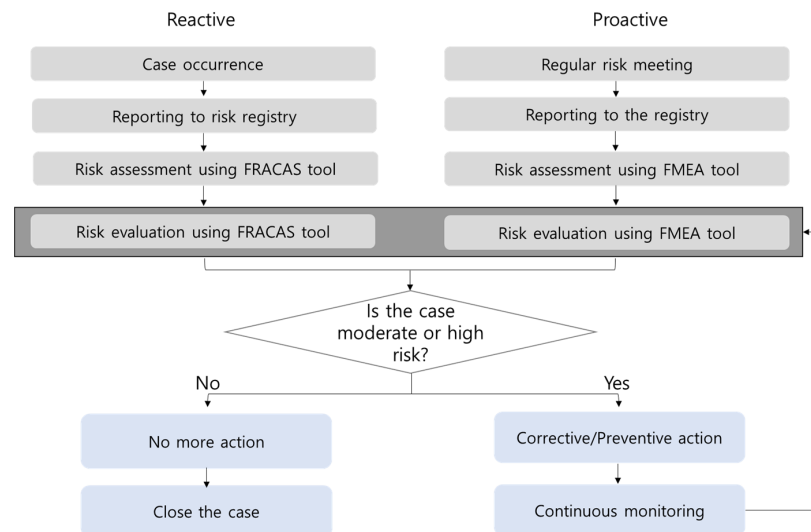 Reactive
Proactive
Case occurrence
Regular risk meeting
Reporting to risk registry
Reporting to the registry
Risk assessment using FRACAS tool
Risk assessment using FMEA tool
Risk evaluation using FRACAS tool
Risk evaluation using FMEA tool
Is the case
moderate or high
risk?
No
Yes
No more action
Corrective/Preventive action
Close the case
Continuous monitoring